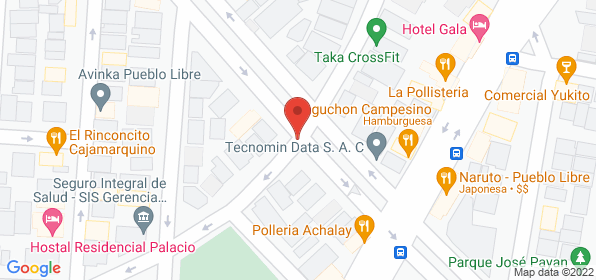 Hotel Gala
Taka CrossFit
Avinka Pueblo Libre
La Pollisteria
Comercial Yukito
guchon Campesino
Hamburguesa
El Rinconcito
Cajamarquino
Tecnomin Data S. A. C
Seguro Integral de
Salud - SIS Gerencia...
Naruto - Pueblo Libre
Japonesa • $$
Hostal Residencial Palacio
Polleria Achalay
Parque José Payan
Google
Map data ©2022